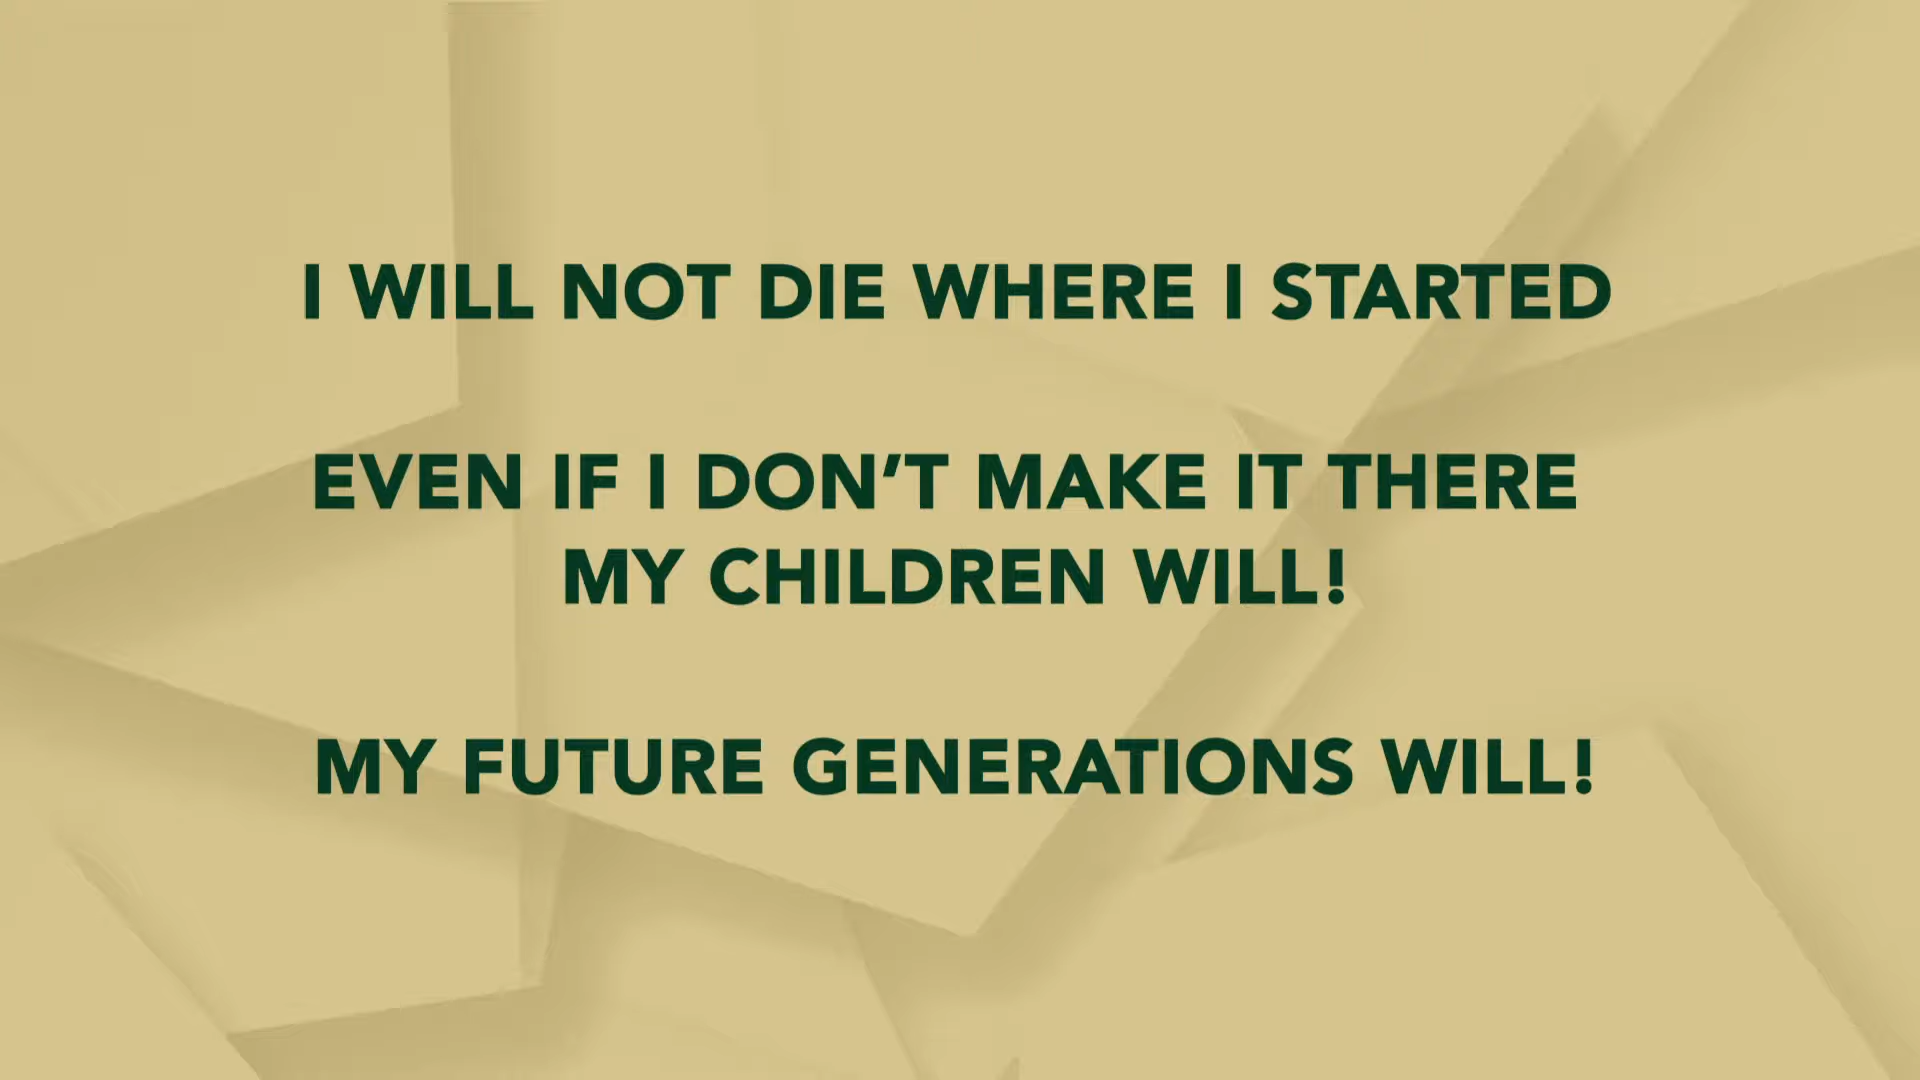 I WILL NOT DIE WHERE I STARTED
EVEN IF I DON’T MAKE IT THERE
MY CHILDREN WILL!
MY FUTURE GENERATIONS WILL!